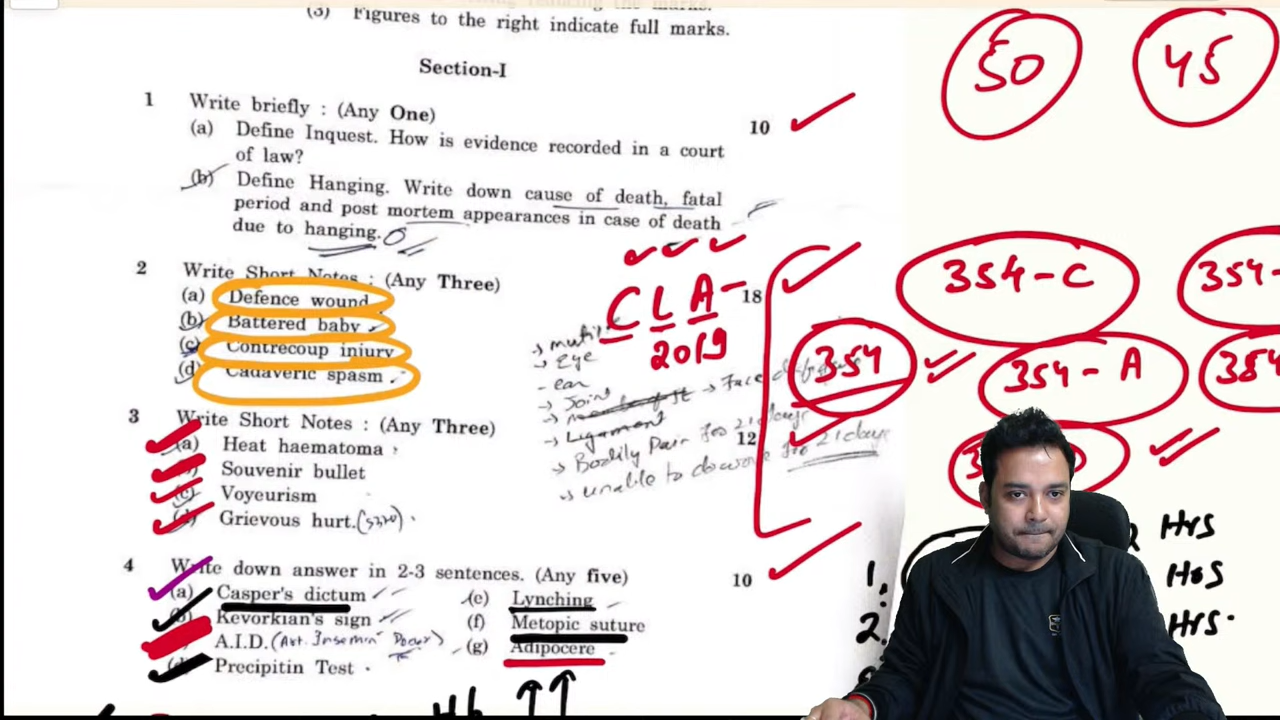 (3) Figures to the right indicate full marks.
Section-I
1 Write briefly : (Any One) 10
(a) Define Inquest. How is evidence recorded in a court
of law?
(b) Define Hanging. Write down cause of death, fatal
period and post mortem appearances in case of death
due to hanging.
2 Write Short Notes : (Any Three) 18
(a) Defence wound
(b) Battered baby
(c) Contrecoup injury
(d) Cadaveric spasm
3 Write Short Notes : (Any Three) 12
(a) Heat haematoma
Souvenir bullet
(c) Voyeurism
Grievous hurt.
4 Write down answer in 2-3 sentences. (Any five) 10
(a) Casper's dictum
(b) Kevorkian's sign
A.I.D.
(d) Precipitin Test
(e) Lynching
(f) Metopic suture
(g) Adipocere
CLA-
2019
→ Eye
- ear
→ Joint
→ Ligament
→ Bodily Pain for 21 days
→ unable to for 21 days
50
45
354-C
354
354-A
Hrs
Hrs
Hrs.
1.
2.